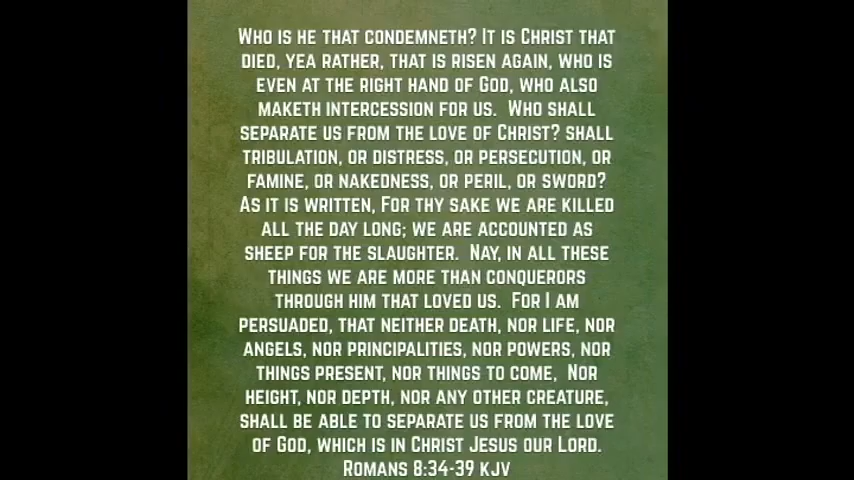 Who is he that condemneth? It is Christ that
died, yea rather, that is risen again, who is
even at the right hand of God, who also
maketh intercession for us. Who shall
separate us from the love of Christ? shall
tribulation, or distress, or persecution, or
famine, or nakedness, or peril, or sword?
As it is written, For thy sake we are killed
all the day long; we are accounted as
sheep for the slaughter. Nay, in all these
things we are more than conquerors
through him that loved us. For I am
persuaded, that neither death, nor life, nor
angels, nor principalities, nor powers, nor
things present, nor things to come, Nor
height, nor depth, nor any other creature,
shall be able to separate us from the love
of God, which is in Christ Jesus our Lord.
Romans 8:34-39 KJV